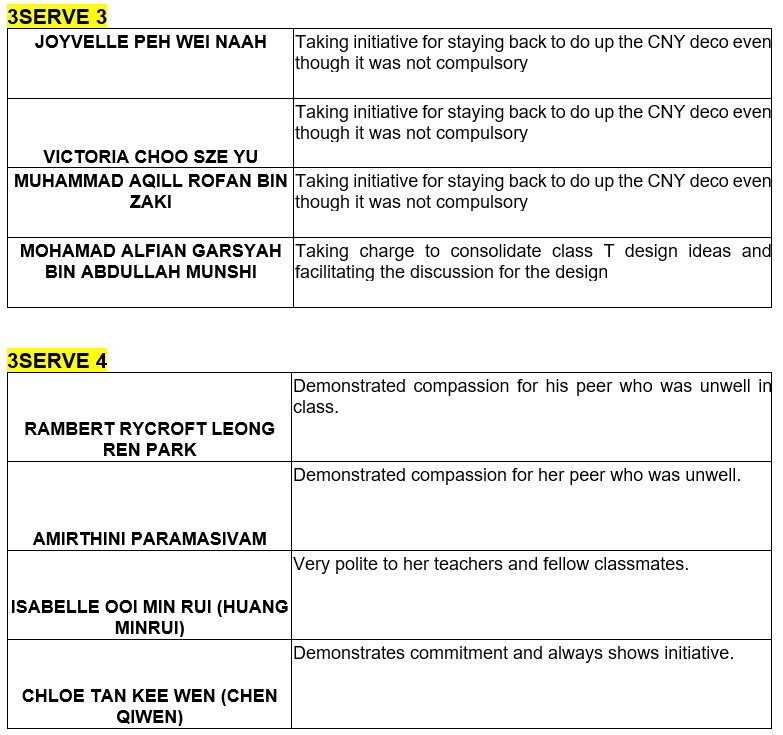 3SERVE 3
JOYVELLE PEH WEI NAAH
Taking initiative for staying back to do up the CNY deco even
though it was not compulsory
VICTORIA CHOO SZE YU
Taking initiative for staying back to do up the CNY deco even
though it was not compulsory
MUHAMMAD AQILL ROFAN BIN
ZAKI
Taking initiative for staying back to do up the CNY deco even
though it was not compulsory
MOHAMAD ALFIAN GARSYAH
BIN ABDULLAH MUNSHI
Taking charge to consolidate class T design ideas and
facilitating the discussion for the design
3SERVE 4
RAMBERT RYCROFT LEONG
REN PARK
Demonstrated compassion for his peer who was unwell in
class.
AMIRTHINI PARAMASIVAM
Demonstrated compassion for her peer who was unwell.
ISABELLE OOI MIN RUI (HUANG
MINRUI)
Very polite to her teachers and fellow classmates.
CHLOE TAN KEE WEN (CHEN
QIWEN)
Demonstrates commitment and always shows initiative.